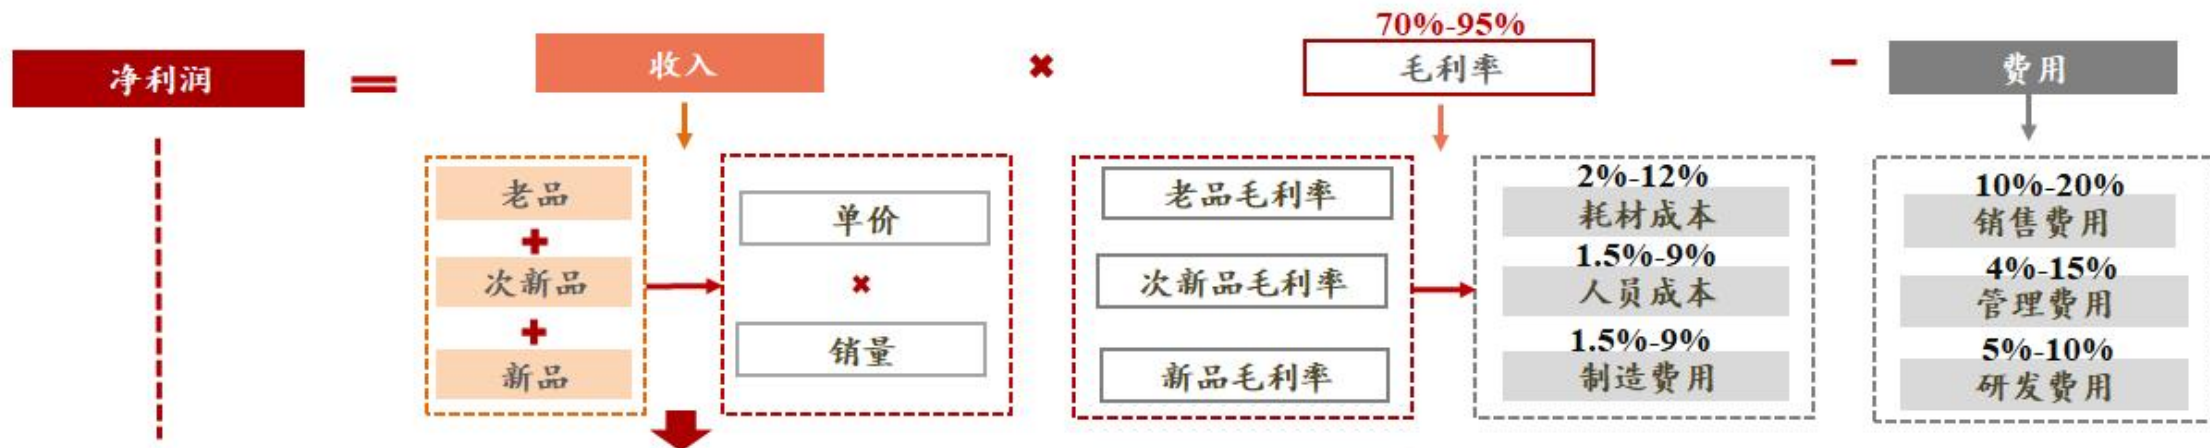 净利润
=
收入
×
70%-95%
毛利率
-
费用
老品
+
次新品
+
新品
单价
×
销量
老品毛利率
次新品毛利率
新品毛利率
2%-12%
耗材成本
1.5%-9%
人员成本
1.5%-9%
制造费用
10%-20%
销售费用
4%-15%
管理费用
5%-10%
研发费用